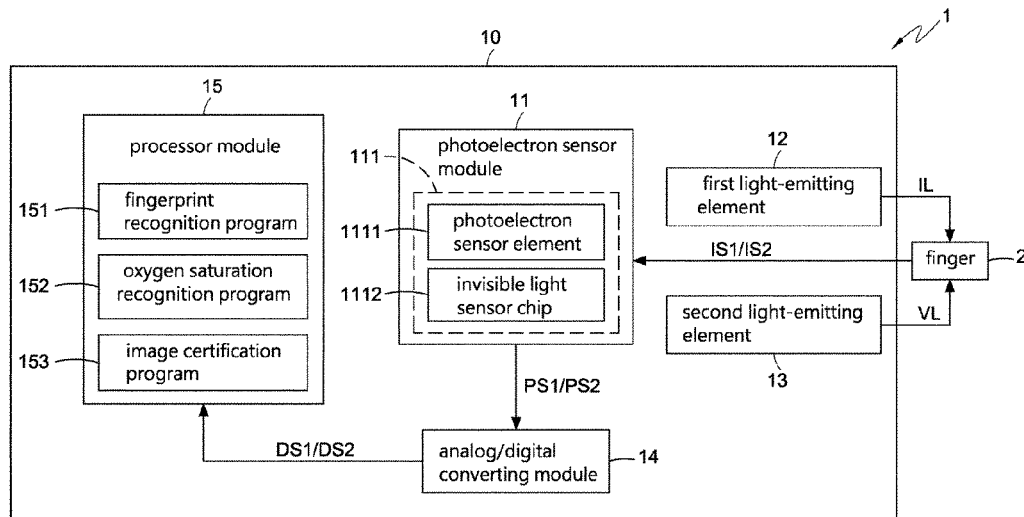 1
10
15
processor module
151
fingerprint
recognition program
152
oxygen saturation
recognition program
153
image certification
program
11
photoelectron sensor
module
111
1111
photoelectron
sensor element
1112
invisible light
sensor chip
12
first light-emitting
element
IL
IS1/IS2
finger
2
second light-emitting
element
VL
13
PS1/PS2
DS1/DS2
analog/digital
converting module
14